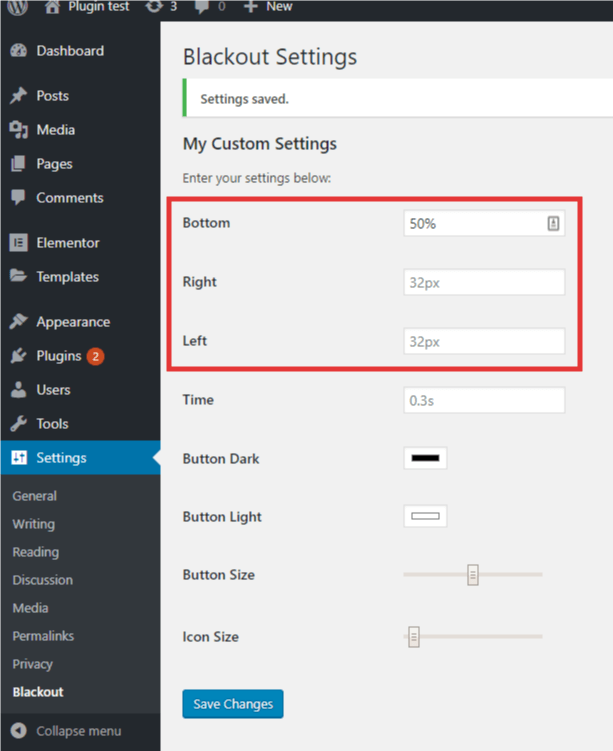 Plugin test 3 0 New
Dashboard
Posts
Media
Pages
Comments
Elementor
Templates
Appearance
Plugins 2
Users
Tools
Settings
General
Writing
Reading
Discussion
Media
Permalinks
Privacy
Blackout
Collapse menu
Blackout Settings
Settings saved.
My Custom Settings
Enter your settings below:
Bottom 50%
Right 32px
Left 32px
Time 0.3s
Button Dark
Button Light
Button Size
Icon Size
Save Changes